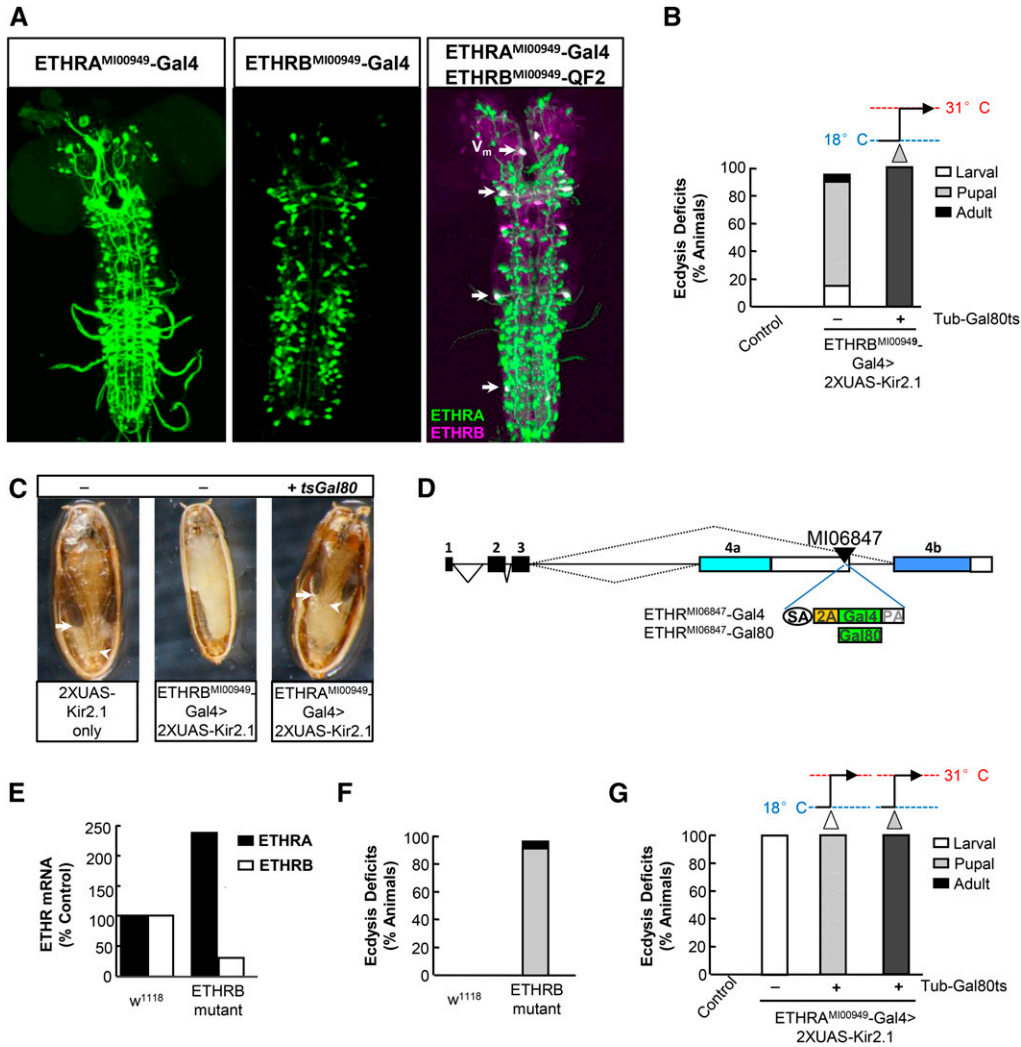 A
ETHRA^MI00949-Gal4
ETHRB^MI00949-Gal4
ETHRA^MI00949-Gal4
ETHRB^MI00949-QF2
Vm
ETHRA
ETHRB
B
31° C
18° C
Ecdysis Deficits
(% Animals)
100
80
60
40
20
0
Larval
Pupal
Adult
Control
–
+
Tub-Gal80ts
ETHRB^MI00949-
Gal4>
2XUAS-Kir2.1
C
–
–
+ tsGal80
2XUAS-
Kir2.1
only
ETHRB^MI00949-
Gal4>
2XUAS-Kir2.1
ETHRA^MI00949-
Gal4>
2XUAS-Kir2.1
D
MI06847
1
2
3
4a
4b
ETHR^MI06847-Gal4
ETHR^MI06847-Gal80
SA
2A
Gal4
PA
Gal80
E
ETHR mRNA
(% Control)
250
200
150
100
50
0
ETHRA
ETHRB
w1118
ETHRB
mutant
F
Ecdysis Deficits
(% Animals)
100
80
60
40
20
0
w1118
ETHRB
mutant
G
31° C
18° C
Ecdysis Deficits
(% Animals)
100
80
60
40
20
0
Larval
Pupal
Adult
Control
–
+
+
Tub-Gal80ts
ETHRA^MI00949-Gal4>
2XUAS-Kir2.1